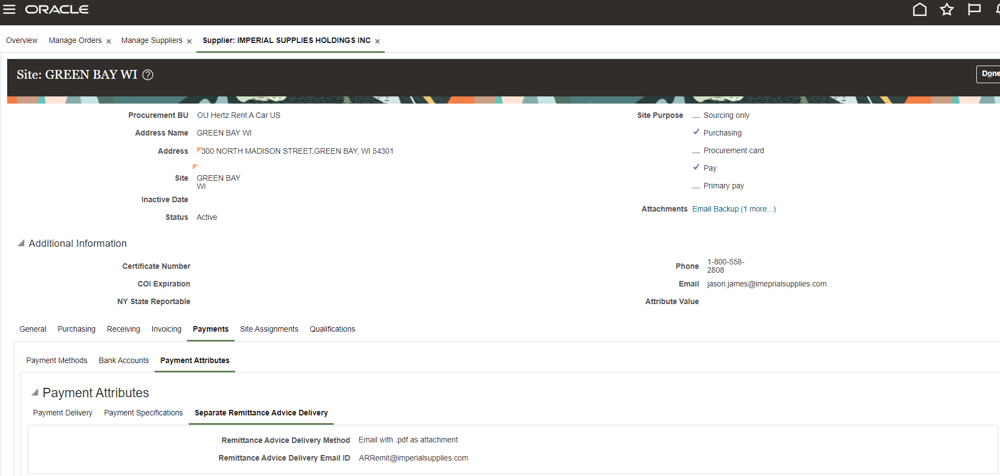 ORACLE
Overview Manage Orders × Manage Suppliers × Supplier: IMPERIAL SUPPLIES HOLDINGS INC ×
Site: GREEN BAY WI ?
Done
Procurement BU OU Hertz Rent A Car US
Address Name GREEN BAY WI
Address 300 NORTH MADISON STREET,GREEN BAY, WI 54301
Site GREEN BAY
WI
Inactive Date
Status Active
Site Purpose Sourcing only
Purchasing
Procurement card
Pay
Primary pay
Attachments Email Backup (1 more...)
Additional Information
Certificate Number
COI Expiration
NY State Reportable
Phone 1-800-558-
2808
Email jason.james@imeprialsupplies.com
Attribute Value
General Purchasing Receiving Invoicing Payments Site Assignments Qualifications
Payment Methods Bank Accounts Payment Attributes
Payment Attributes
Payment Delivery Payment Specifications Separate Remittance Advice Delivery
Remittance Advice Delivery Method Email with .pdf as attachment
Remittance Advice Delivery Email ID ARRemit@imperialsupplies.com